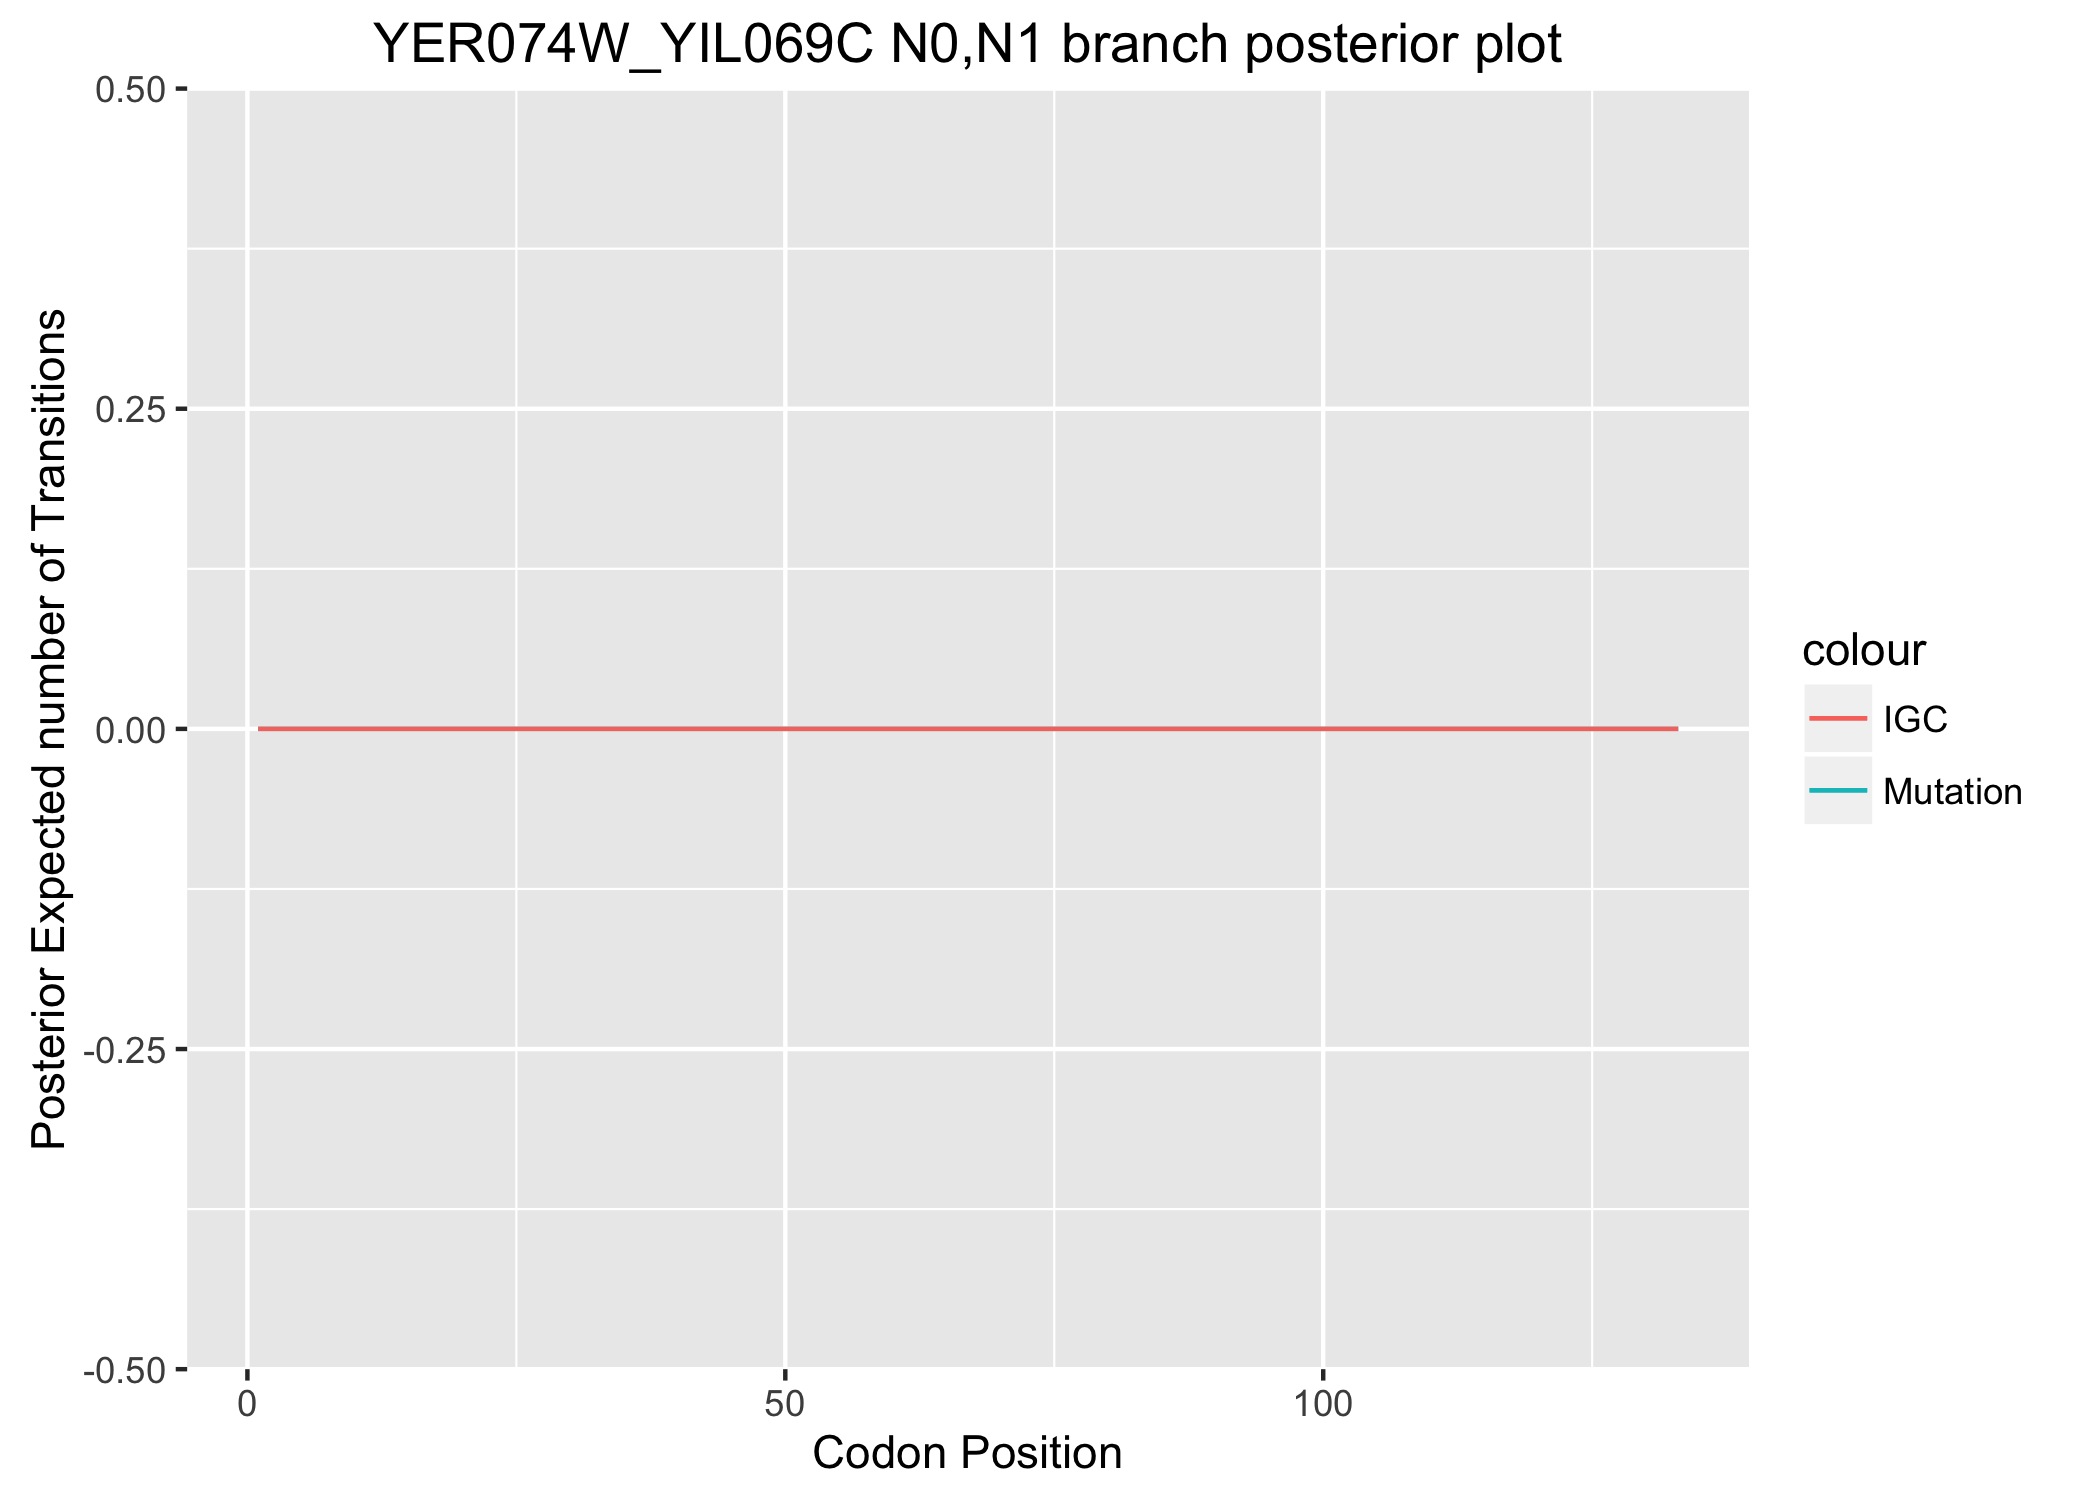 YER074W_YIL069C N0,N1 branch posterior plot
Posterior Expected number of Transitions
0.50
0.25
0.00
-0.25
-0.50
0
50
100
Codon Position
colour
IGC
Mutation